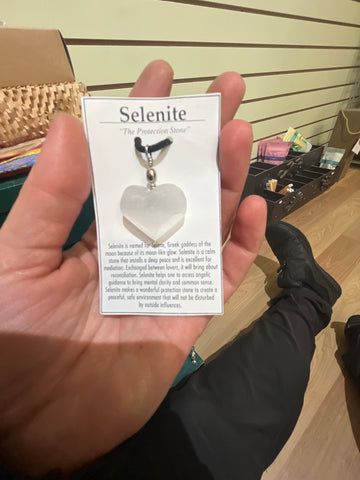 Selenite
"The Protection Stone"
Selenite is named for Selene, Greek goddess of the
moon because of its moon-like glow. Selenite is a calm
stone that instills a deep peace and is excellent for
mediation. Exchanged between lovers, it will bring about
reconciliation. Selenite helps one to access angelic
guidence to bring mental clarity and common sense.
Selenite makes a wonderful protection stone to create a
peaceful, safe environment that will not be disturbed
by outside influences.